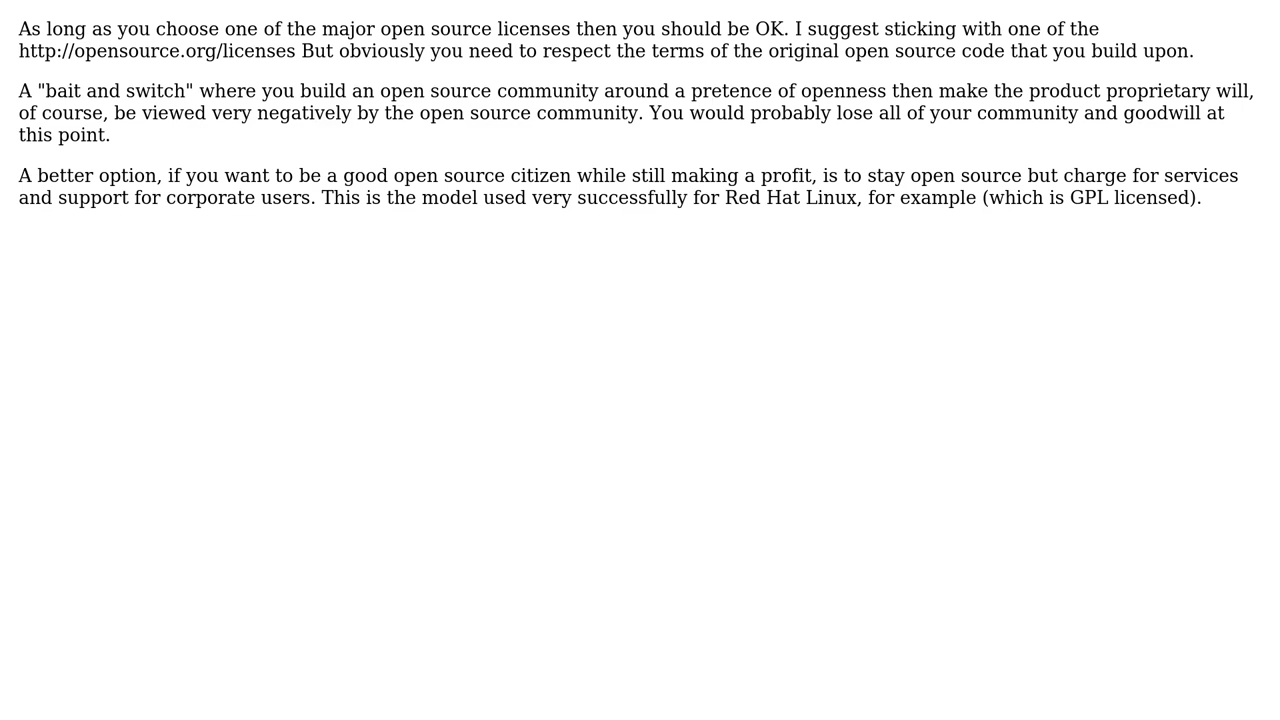 As long as you choose one of the major open source licenses then you should be OK. I suggest sticking with one of the
http://opensource.org/licenses But obviously you need to respect the terms of the original open source code that you build upon.
A "bait and switch" where you build an open source community around a pretence of openness then make the product proprietary will,
of course, be viewed very negatively by the open source community. You would probably lose all of your community and goodwill at
this point.
A better option, if you want to be a good open source citizen while still making a profit, is to stay open source but charge for services
and support for corporate users. This is the model used very successfully for Red Hat Linux, for example (which is GPL licensed).